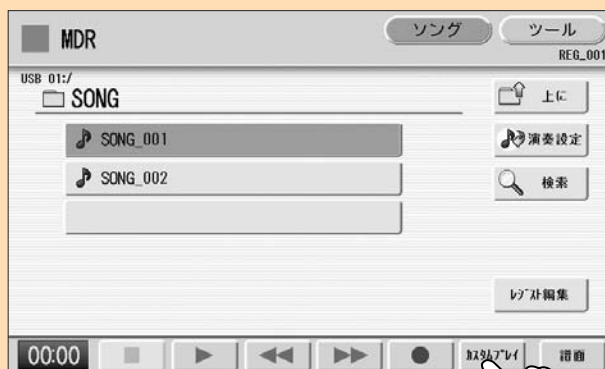 MDR
ソング
ツール
REG_001
USB 01:/
SONG
上に
SONG_001
演奏設定
SONG_002
検索
ﾚｼﾞｽﾄ編集
00:00
ｶｽﾀﾑﾌﾟﾚｲ
譜面